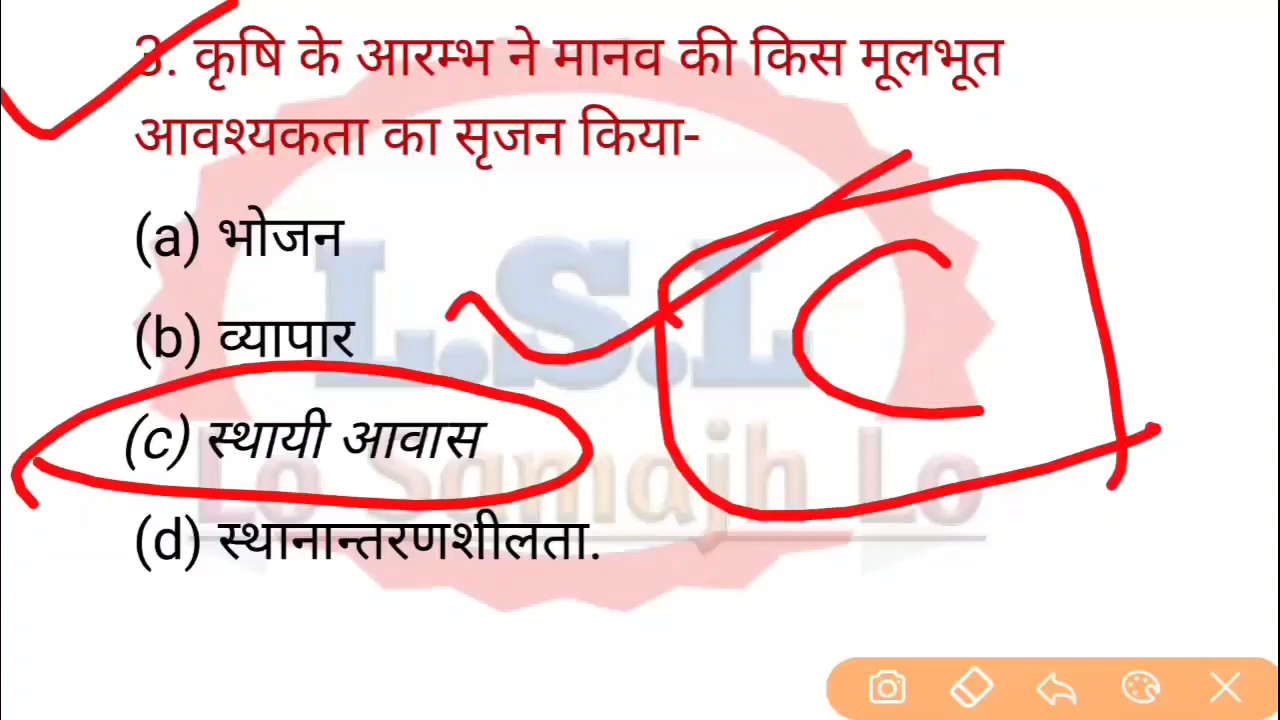 3. कृषि के आरम्भ ने मानव की किस मूलभूत
आवश्यकता का सृजन किया-
(a) भोजन
(b) व्यापार
(c) स्थायी आवास
(d) स्थानान्तरणशीलता.
L.S.L
Lo Samajh Lo